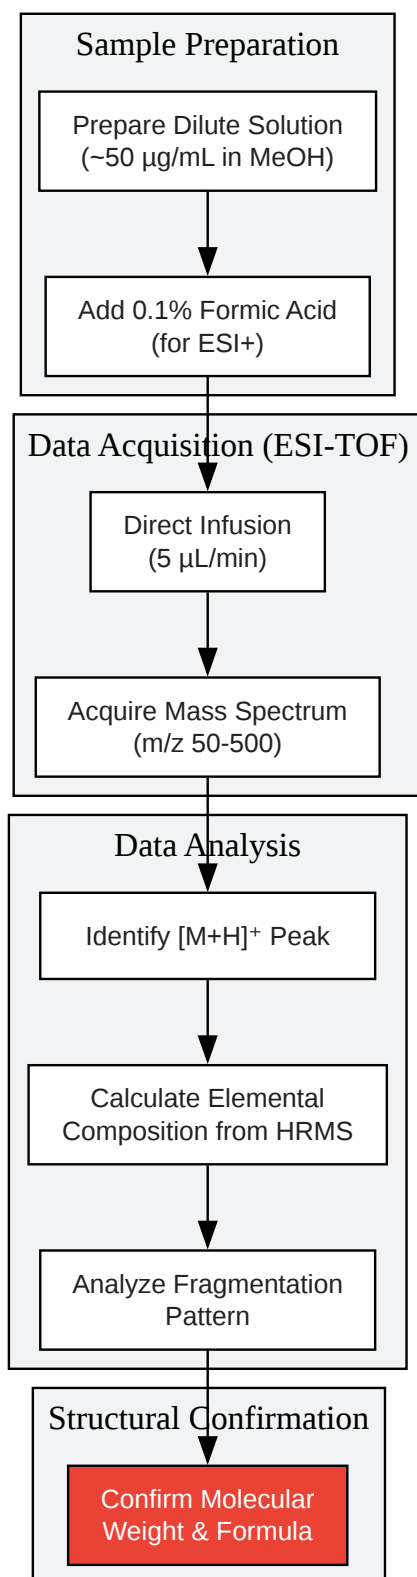 Sample Preparation
Prepare Dilute Solution
(~50 µg/mL in MeOH)
Add 0.1% Formic Acid
(for ESI+)
Data Acquisition (ESI-TOF)
Direct Infusion
(5 µL/min)
Acquire Mass Spectrum
(m/z 50-500)
Data Analysis
Identify [M+H]⁺ Peak
Calculate Elemental
Composition from HRMS
Analyze Fragmentation
Pattern
Structural Confirmation
Confirm Molecular
Weight & Formula